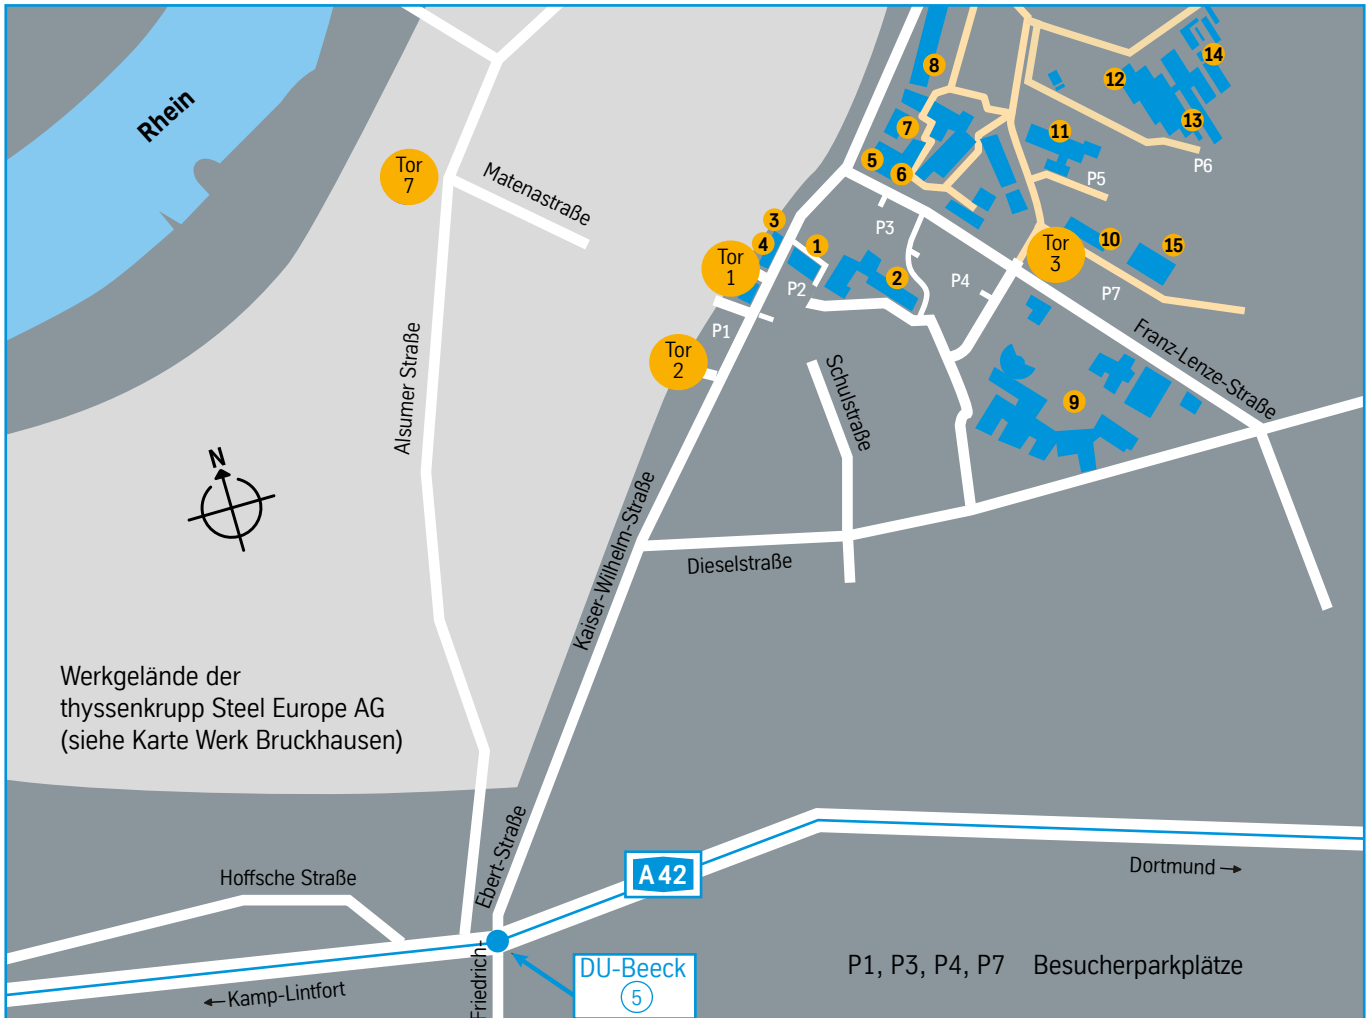 Rhein
8
14
12
13
7
11
5
6
P6
P5
Tor
7
Matenastraße
3
4
1
P3
Tor
3
10
15
Tor
1
2
P2
P4
P7
P1
Tor
2
Franz-Lenze-Straße
Schulstraße
Alsumer Straße
9
N
Kaiser-Wilhelm-Straße
Dieselstraße
Werkgelände der
thyssenkrupp Steel Europe AG
(siehe Karte Werk Bruckhausen)
Friedrich-
Ebert-Straße
A 42
Dortmund →
Hoffsche Straße
DU-Beeck
5
←Kamp-Lintfort
P1, P3, P4, P7 Besucherparkplätze